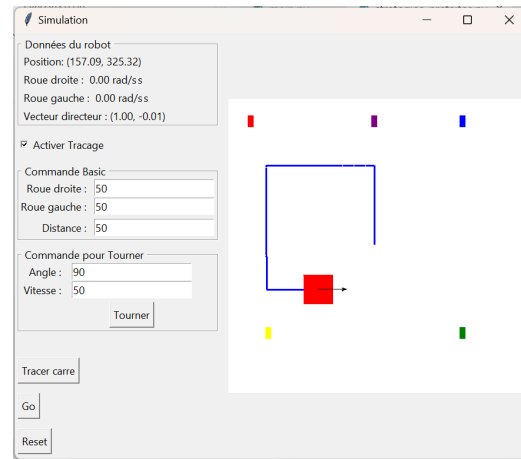 Simulation
Données du robot
Position: (157.09, 325.32)
Roue droite : 0.00 rad/ss
Roue gauche : 0.00 rad/ss
Vecteur directeur : (1.00, -0.01)
Activer Tracage
Commande Basic
Roue droite : 50
Roue gauche : 50
Distance : 50
Commande pour Tourner
Angle : 90
Vitesse : 50
Tourner
Tracer carre
Go
Reset